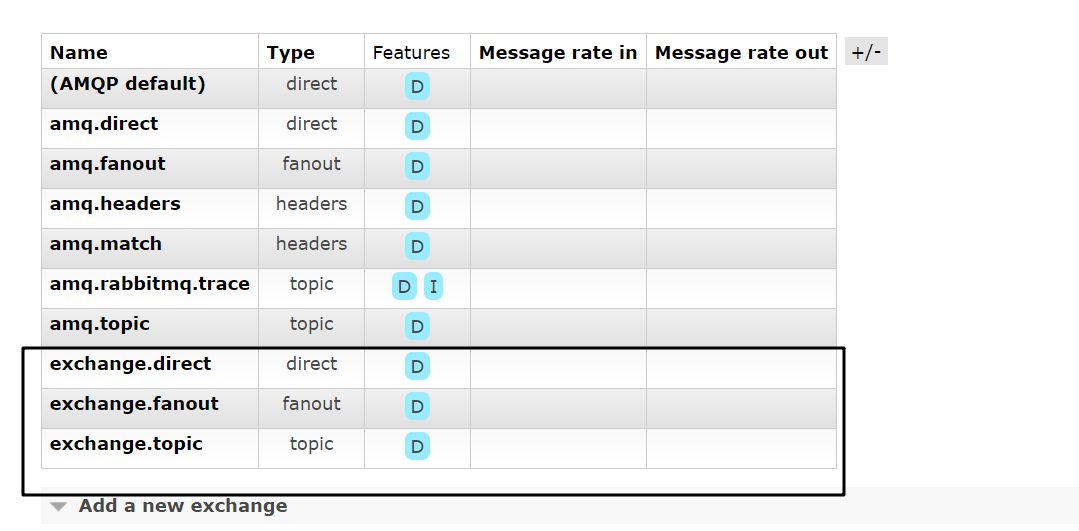 Name Type Features Message rate in Message rate out +/-
(AMQP default) direct D
amq.direct direct D
amq.fanout fanout D
amq.headers headers D
amq.match headers D
amq.rabbitmq.trace topic D I
amq.topic topic D
exchange.direct direct D
exchange.fanout fanout D
exchange.topic topic D
Add a new exchange